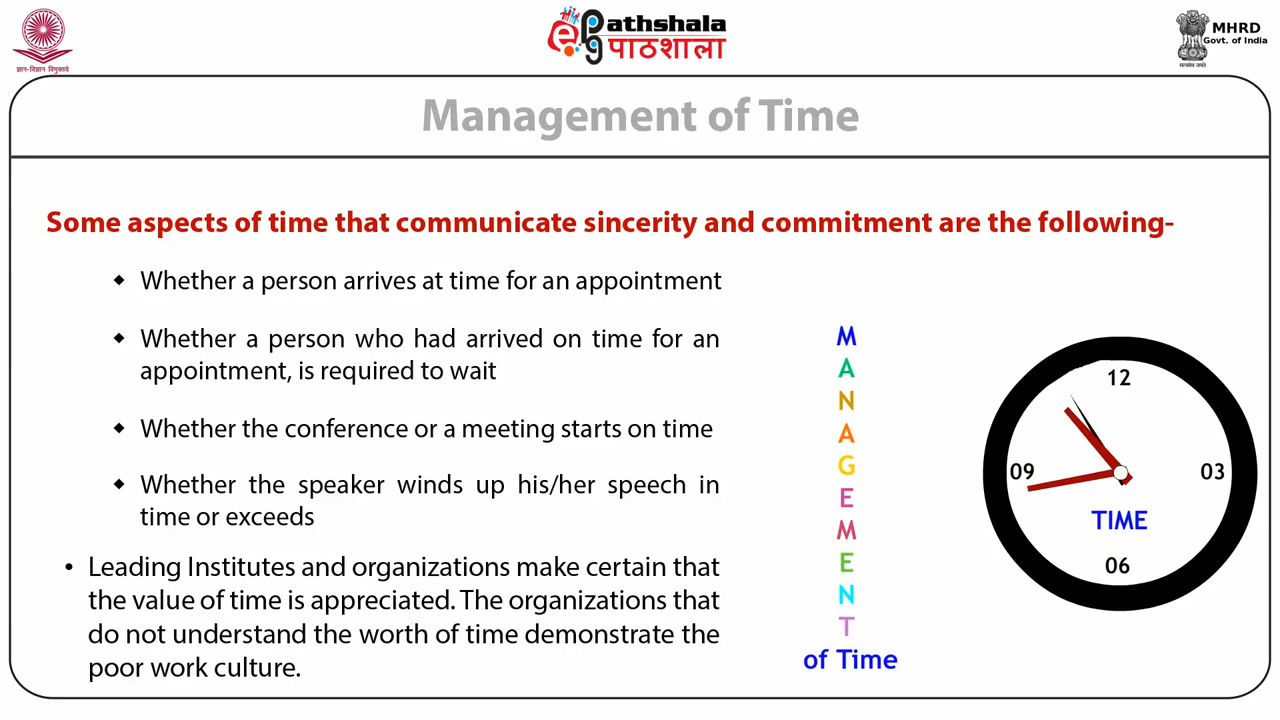 ज्ञान-विज्ञान विमुक्तये
epg Pathshala
पाठशाला
सत्यमेव जयते
MHRD
Govt. of India
Management of Time
Some aspects of time that communicate sincerity and commitment are the following-
Whether a person arrives at time for an appointment
Whether a person who had arrived on time for an
appointment, is required to wait
Whether the conference or a meeting starts on time
Whether the speaker winds up his/her speech in
time or exceeds
• Leading Institutes and organizations make certain that
the value of time is appreciated. The organizations that
do not understand the worth of time demonstrate the
poor work culture.
M
A
N
A
G
E
M
E
N
T
of Time
12
09
03
TIME
06